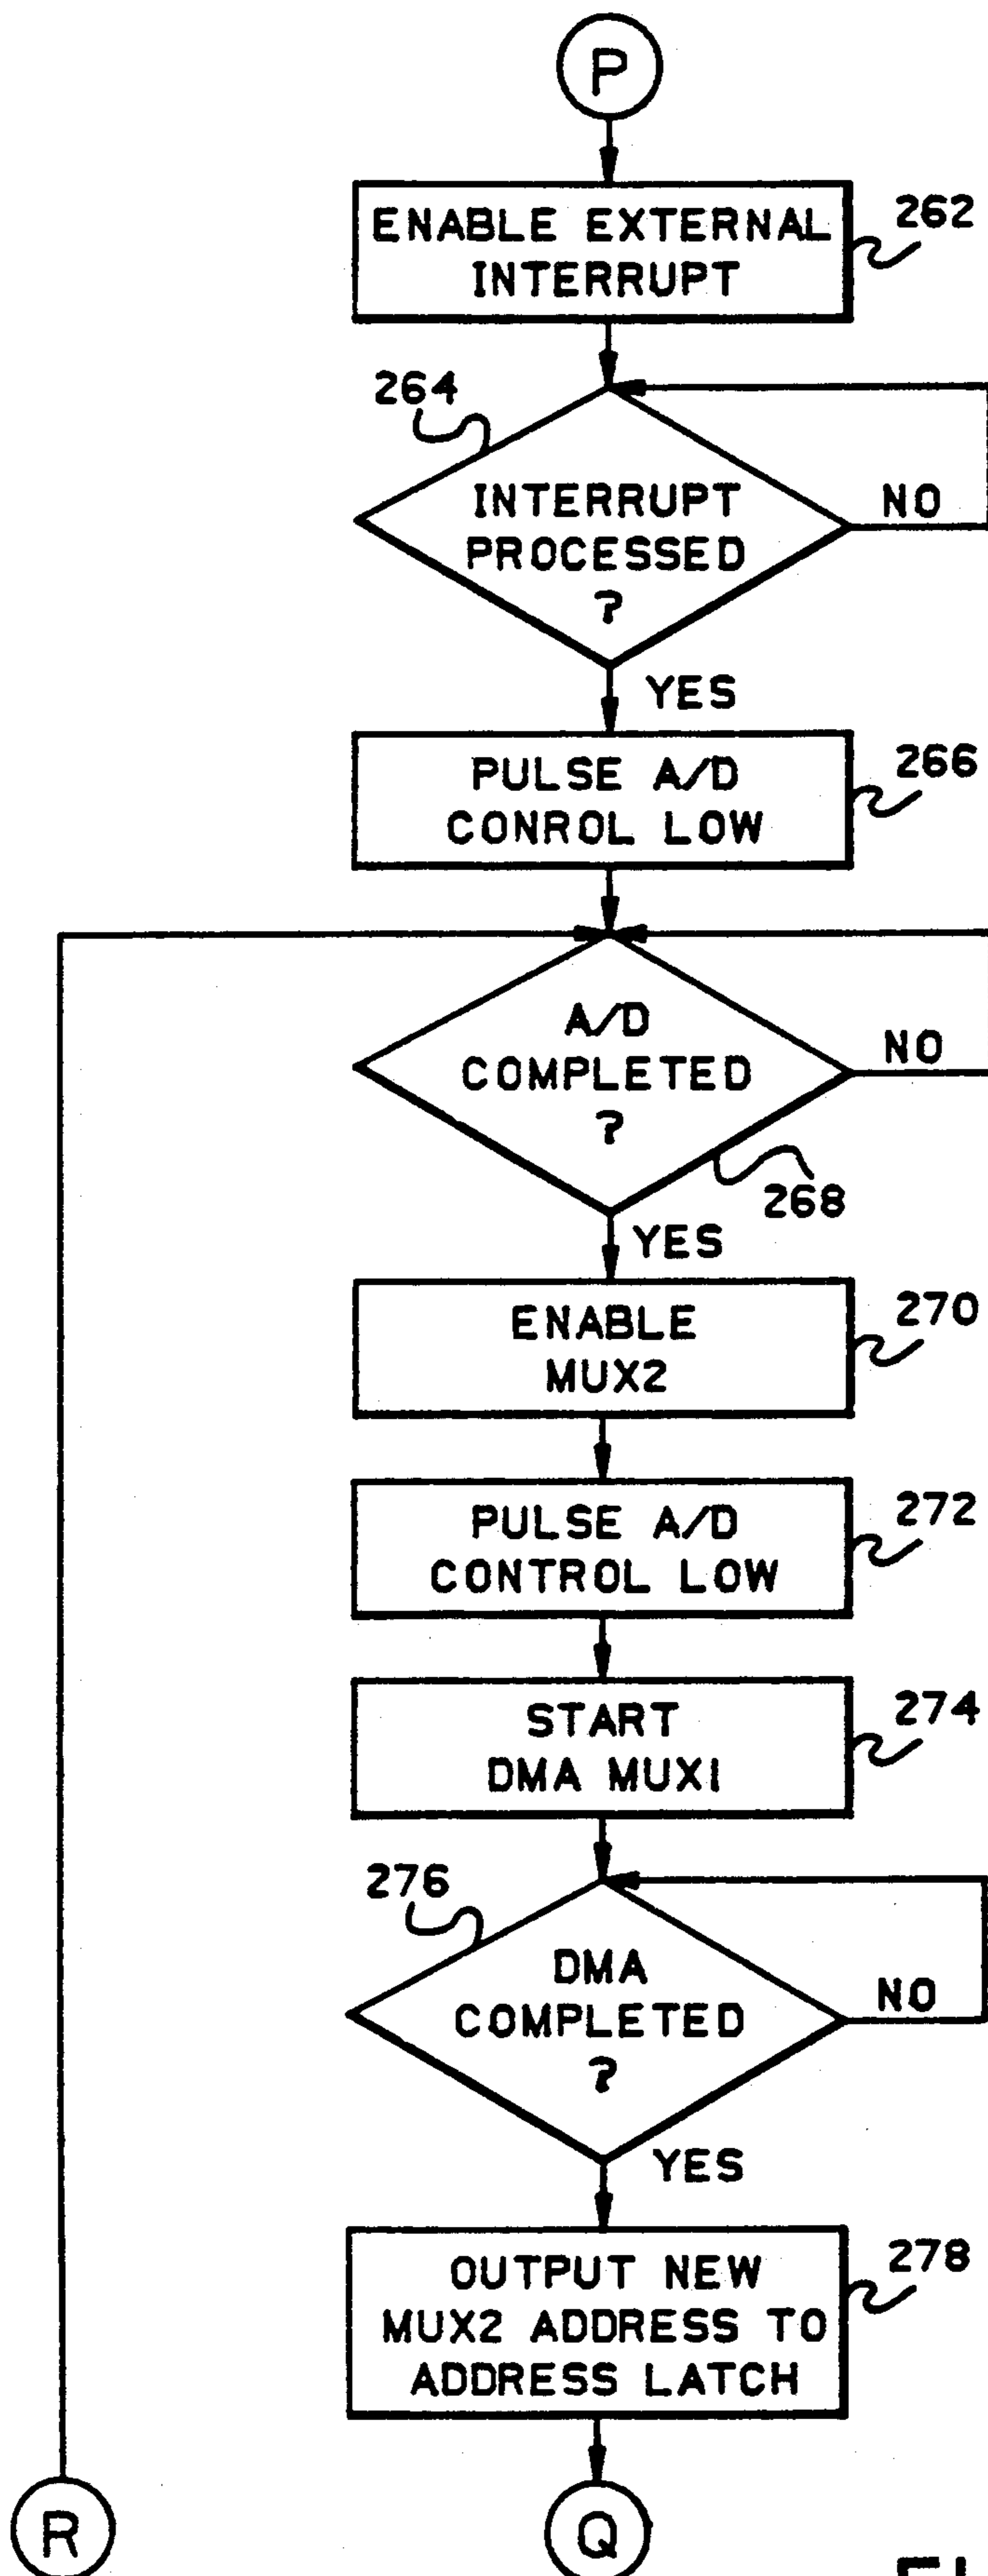 P
ENABLE EXTERNAL
INTERRUPT
262
264
INTERRUPT
PROCESSED
?
NO
YES
PULSE A/D
CONROL LOW
266
A/D
COMPLETED
?
NO
268
YES
ENABLE
MUX2
270
PULSE A/D
CONTROL LOW
272
START
DMA MUX1
274
276
DMA
COMPLETED
?
NO
YES
OUTPUT NEW
MUX2 ADDRESS TO
ADDRESS LATCH
278
R
Q